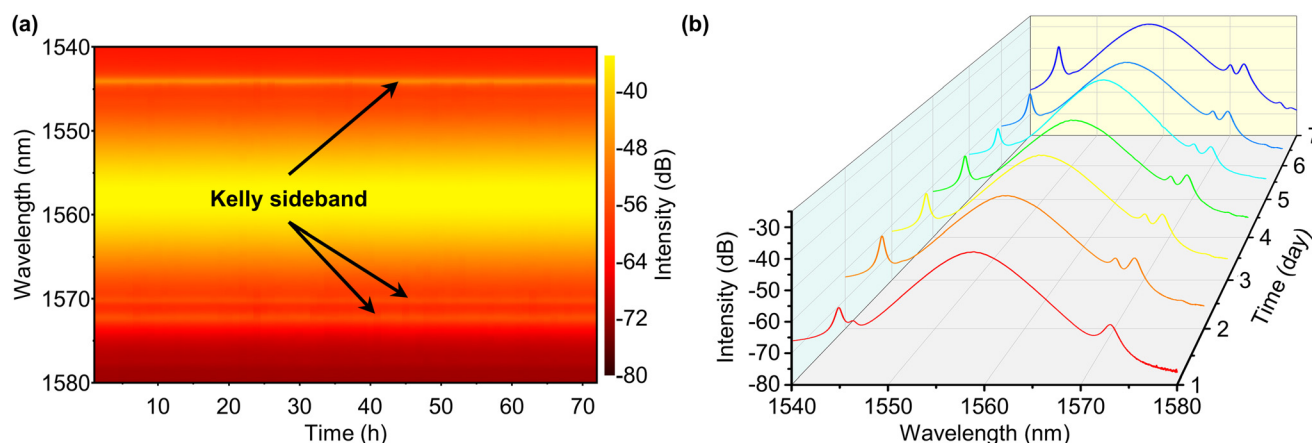 (a)
1540
1550
1560
1570
1580
Wavelength (nm)
Kelly sideband
10 20 30 40 50 60 70
Time (h)
-40
-48
-56
-64
-72
-80
Intensity (dB)
(b)
-30
-40
-50
-60
-70
-80
Intensity (dB)
1540 1550 1560 1570 1580
Wavelength (nm)
7
6
5
4
3
2
1
Time (day)